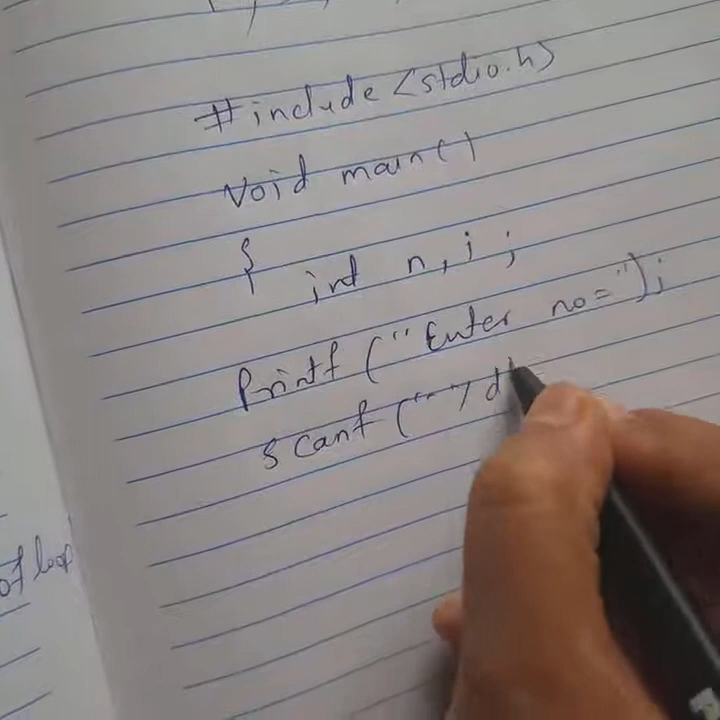 #include <stdio.h>
void main()
{
int n, i ;
Printf ("Enter no=");
scanf ("%d"
of loop